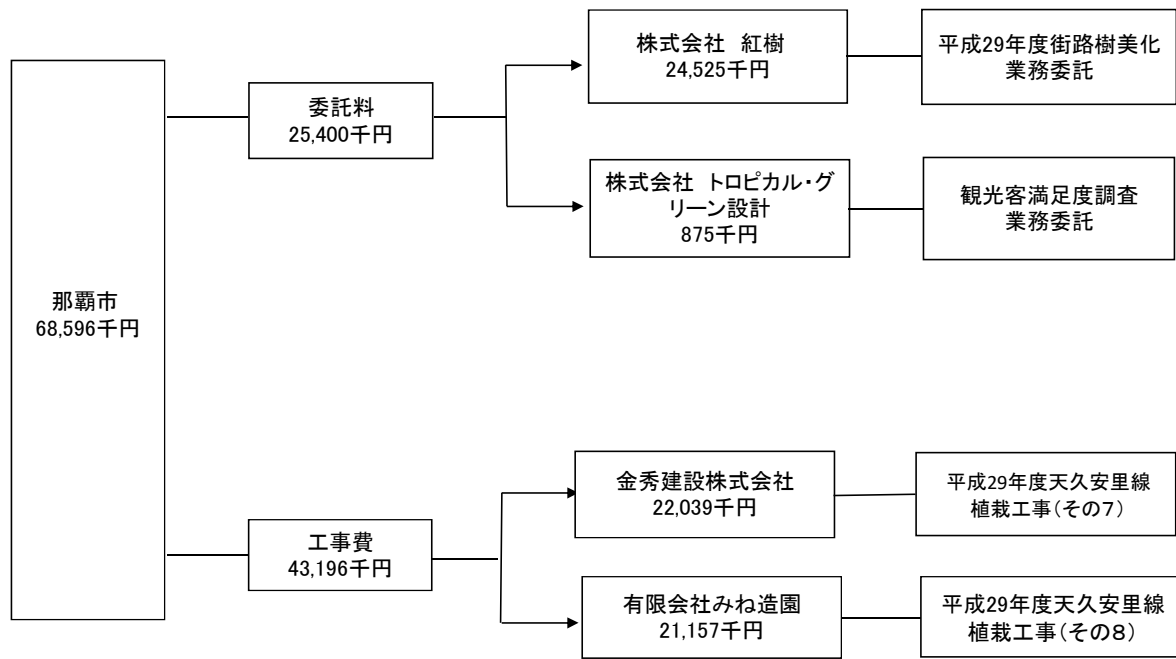 那覇市
68,596千円
委託料
25,400千円
株式会社　紅樹
24,525千円
平成29年度街路樹美化
業務委託
株式会社　トロピカル・グ
リーン設計
875千円
観光客満足度調査
業務委託
工事費
43,196千円
金秀建設株式会社
22,039千円
平成29年度天久安里線
植栽工事（その７）
有限会社みね造園
21,157千円
平成29年度天久安里線
植栽工事（その８）